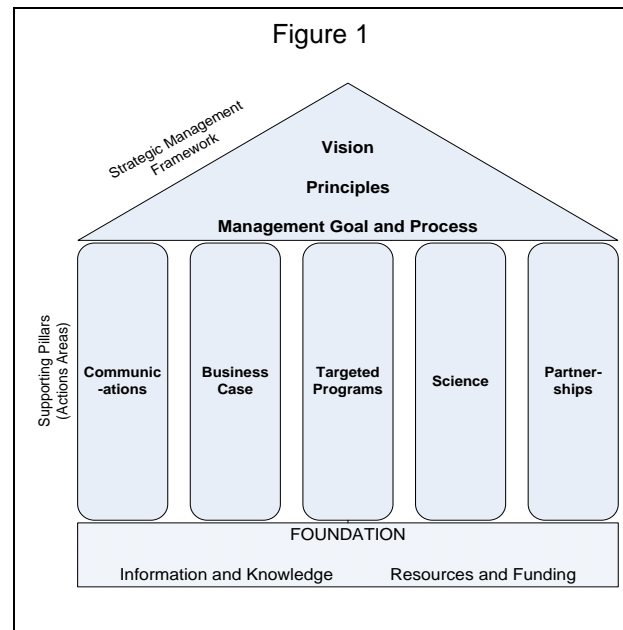 Figure 1
Strategic Management
Framework
Vision
Principles
Management Goal and Process
Supporting Pillars
(Actions Areas)
Communic
-ations
Business
Case
Targeted
Programs
Science
Partner-
ships
FOUNDATION
Information and Knowledge Resources and Funding